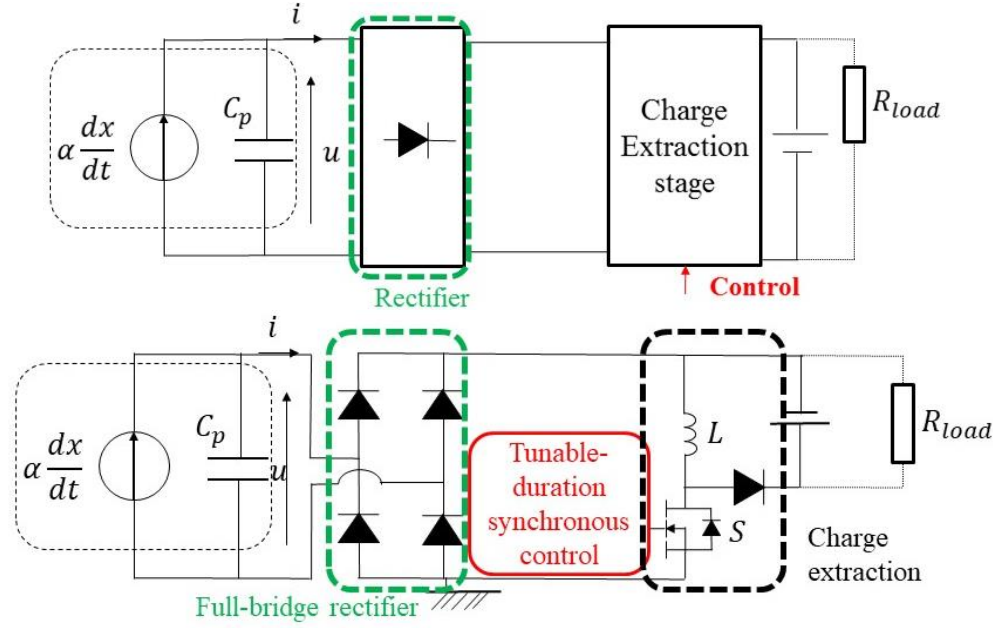 i
C_p
α dx/dt
u
Charge
Extraction
stage
R_load
Rectifier
Control
i
C_p
α dx/dt
u
L
R_load
Tunable-
duration
synchronous
control
S
Charge
extraction
Full-bridge rectifier